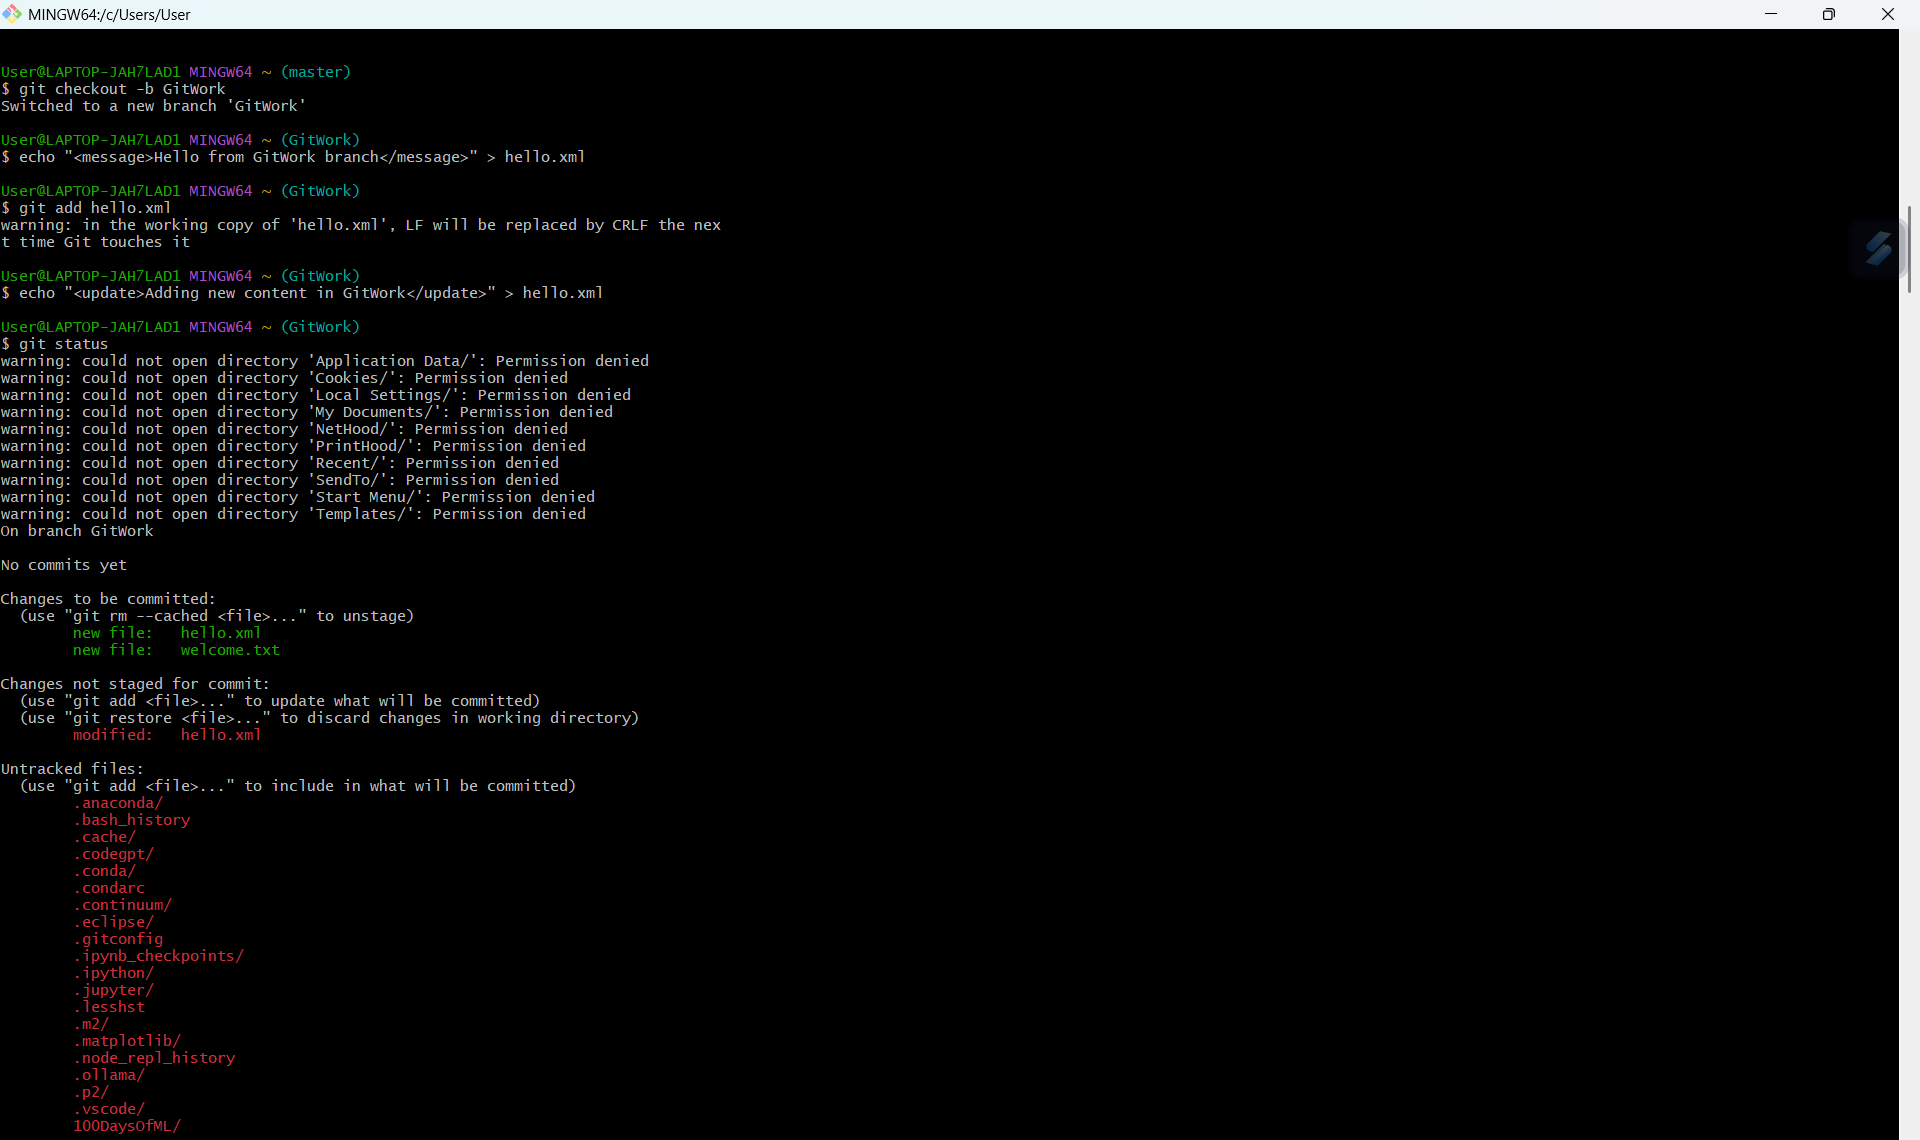 MINGW64:/c/Users/User
User@LAPTOP-JAH7LAD1 MINGW64 ~ (master)
$ git checkout -b GitWork
Switched to a new branch 'GitWork'
User@LAPTOP-JAH7LAD1 MINGW64 ~ (GitWork)
$ echo "<message>Hello from GitWork branch</message>" > hello.xml
User@LAPTOP-JAH7LAD1 MINGW64 ~ (GitWork)
$ git add hello.xml
warning: in the working copy of 'hello.xml', LF will be replaced by CRLF the nex
t time Git touches it
User@LAPTOP-JAH7LAD1 MINGW64 ~ (GitWork)
$ echo "<update>Adding new content in GitWork</update>" > hello.xml
User@LAPTOP-JAH7LAD1 MINGW64 ~ (GitWork)
$ git status
warning: could not open directory 'Application Data/': Permission denied
warning: could not open directory 'Cookies/': Permission denied
warning: could not open directory 'Local Settings/': Permission denied
warning: could not open directory 'My Documents/': Permission denied
warning: could not open directory 'NetHood/': Permission denied
warning: could not open directory 'PrintHood/': Permission denied
warning: could not open directory 'Recent/': Permission denied
warning: could not open directory 'SendTo/': Permission denied
warning: could not open directory 'Start Menu/': Permission denied
warning: could not open directory 'Templates/': Permission denied
On branch GitWork
No commits yet
Changes to be committed:
  (use "git rm --cached <file>..." to unstage)
        new file:   hello.xml
        new file:   welcome.txt
Changes not staged for commit:
  (use "git add <file>..." to update what will be committed)
  (use "git restore <file>..." to discard changes in working directory)
        modified:   hello.xml
Untracked files:
  (use "git add <file>..." to include in what will be committed)
        .anaconda/
        .bash_history
        .cache/
        .codegpt/
        .conda/
        .condarc
        .continuum/
        .eclipse/
        .gitconfig
        .ipynb_checkpoints/
        .ipython/
        .jupyter/
        .lesshst
        .m2/
        .matplotlib/
        .node_repl_history
        .ollama/
        .p2/
        .vscode/
        100DaysOfML/